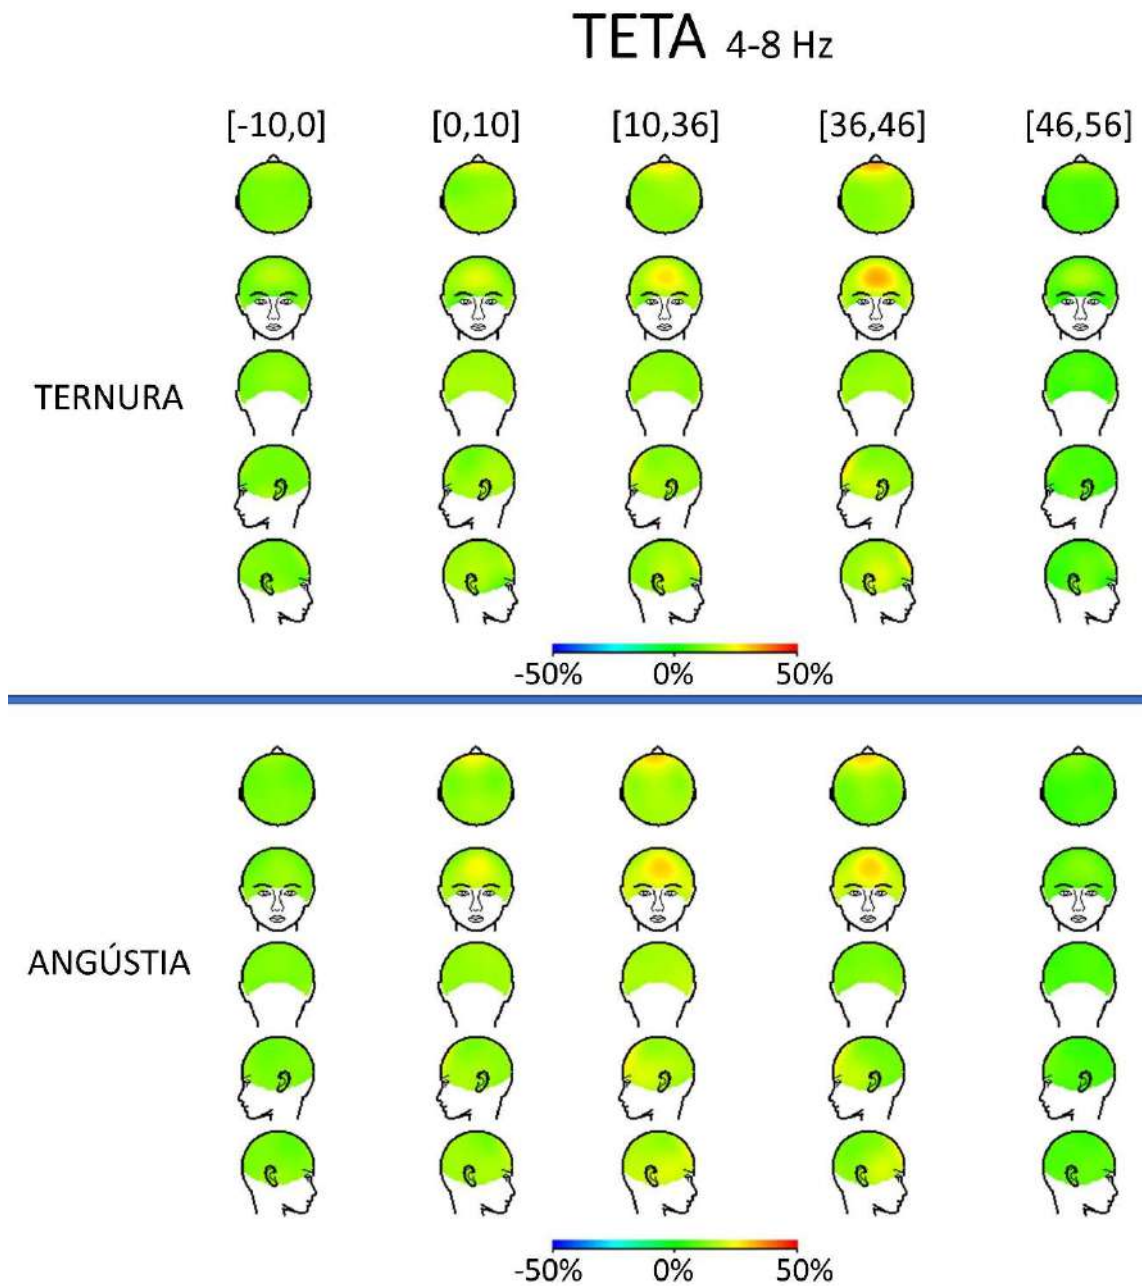 TETA 4-8 Hz
[-10,0] [0,10] [10,36] [36,46] [46,56]
TERNURA
-50% 0% 50%
ANGÚSTIA
-50% 0% 50%